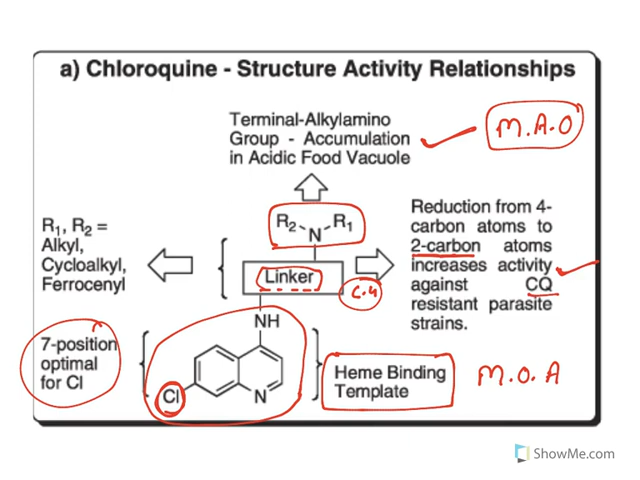 a) Chloroquine - Structure Activity Relationships
Terminal-Alkylamino
Group - Accumulation
in Acidic Food Vacuole
M.A.O
R1, R2 =
Alkyl,
Cycloalkyl,
Ferrocenyl
R2 N R1
Linker
C.4
Reduction from 4-
carbon atoms to
2-carbon atoms
increases activity
against CQ
resistant parasite
strains.
NH
7-position
optimal
for Cl
Cl
N
Heme Binding
Template
M.O.A
ShowMe.com